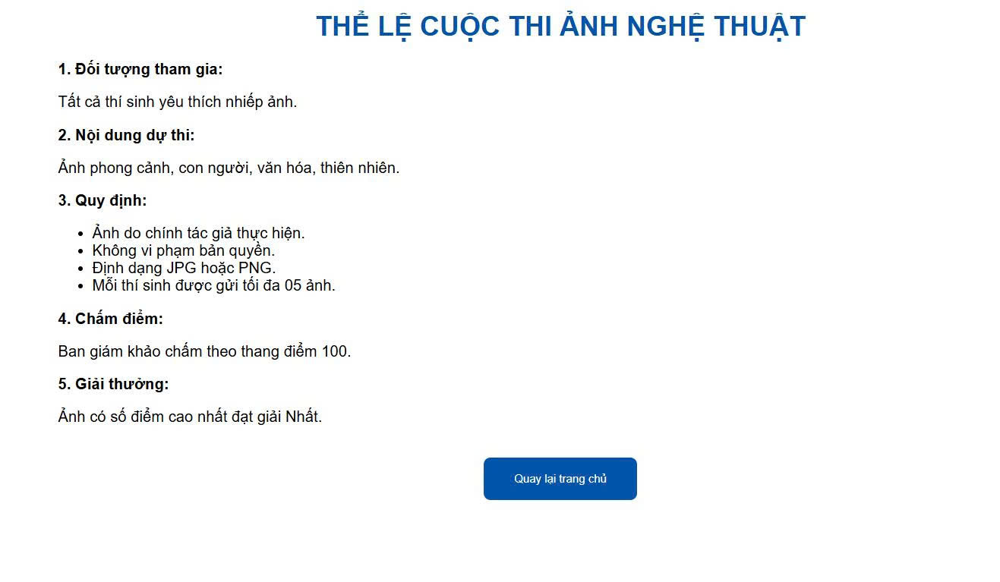 THỂ LỆ CUỘC THI ẢNH NGHỆ THUẬT
1. Đối tượng tham gia:
Tất cả thí sinh yêu thích nhiếp ảnh.
2. Nội dung dự thi:
Ảnh phong cảnh, con người, văn hóa, thiên nhiên.
3. Quy định:
• Ảnh do chính tác giả thực hiện.
• Không vi phạm bản quyền.
• Định dạng JPG hoặc PNG.
• Mỗi thí sinh được gửi tối đa 05 ảnh.
4. Chấm điểm:
Ban giám khảo chấm theo thang điểm 100.
5. Giải thưởng:
Ảnh có số điểm cao nhất đạt giải Nhất.
Quay lại trang chủ